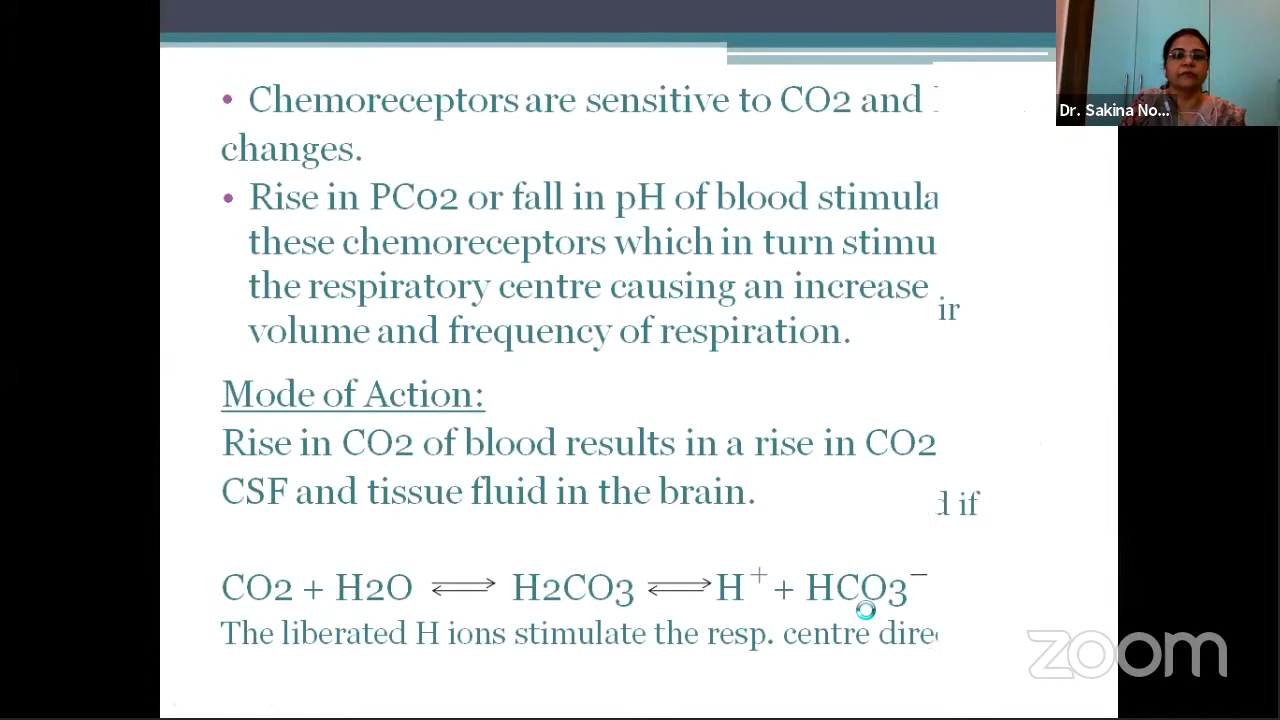 • Chemoreceptors are sensitive to CO2 and
changes.
• Rise in PC02 or fall in pH of blood stimula
these chemoreceptors which in turn stimu
the respiratory centre causing an increase
ir
volume and frequency of respiration.
Mode of Action:
Rise in CO2 of blood results in a rise in CO2
CSF and tissue fluid in the brain.
d if
CO2 + H2O ⇌ H2CO3 ⇌ H⁺ + HCO3⁻
The liberated H ions stimulate the resp. centre dire
Dr. Sakina No...
zoom